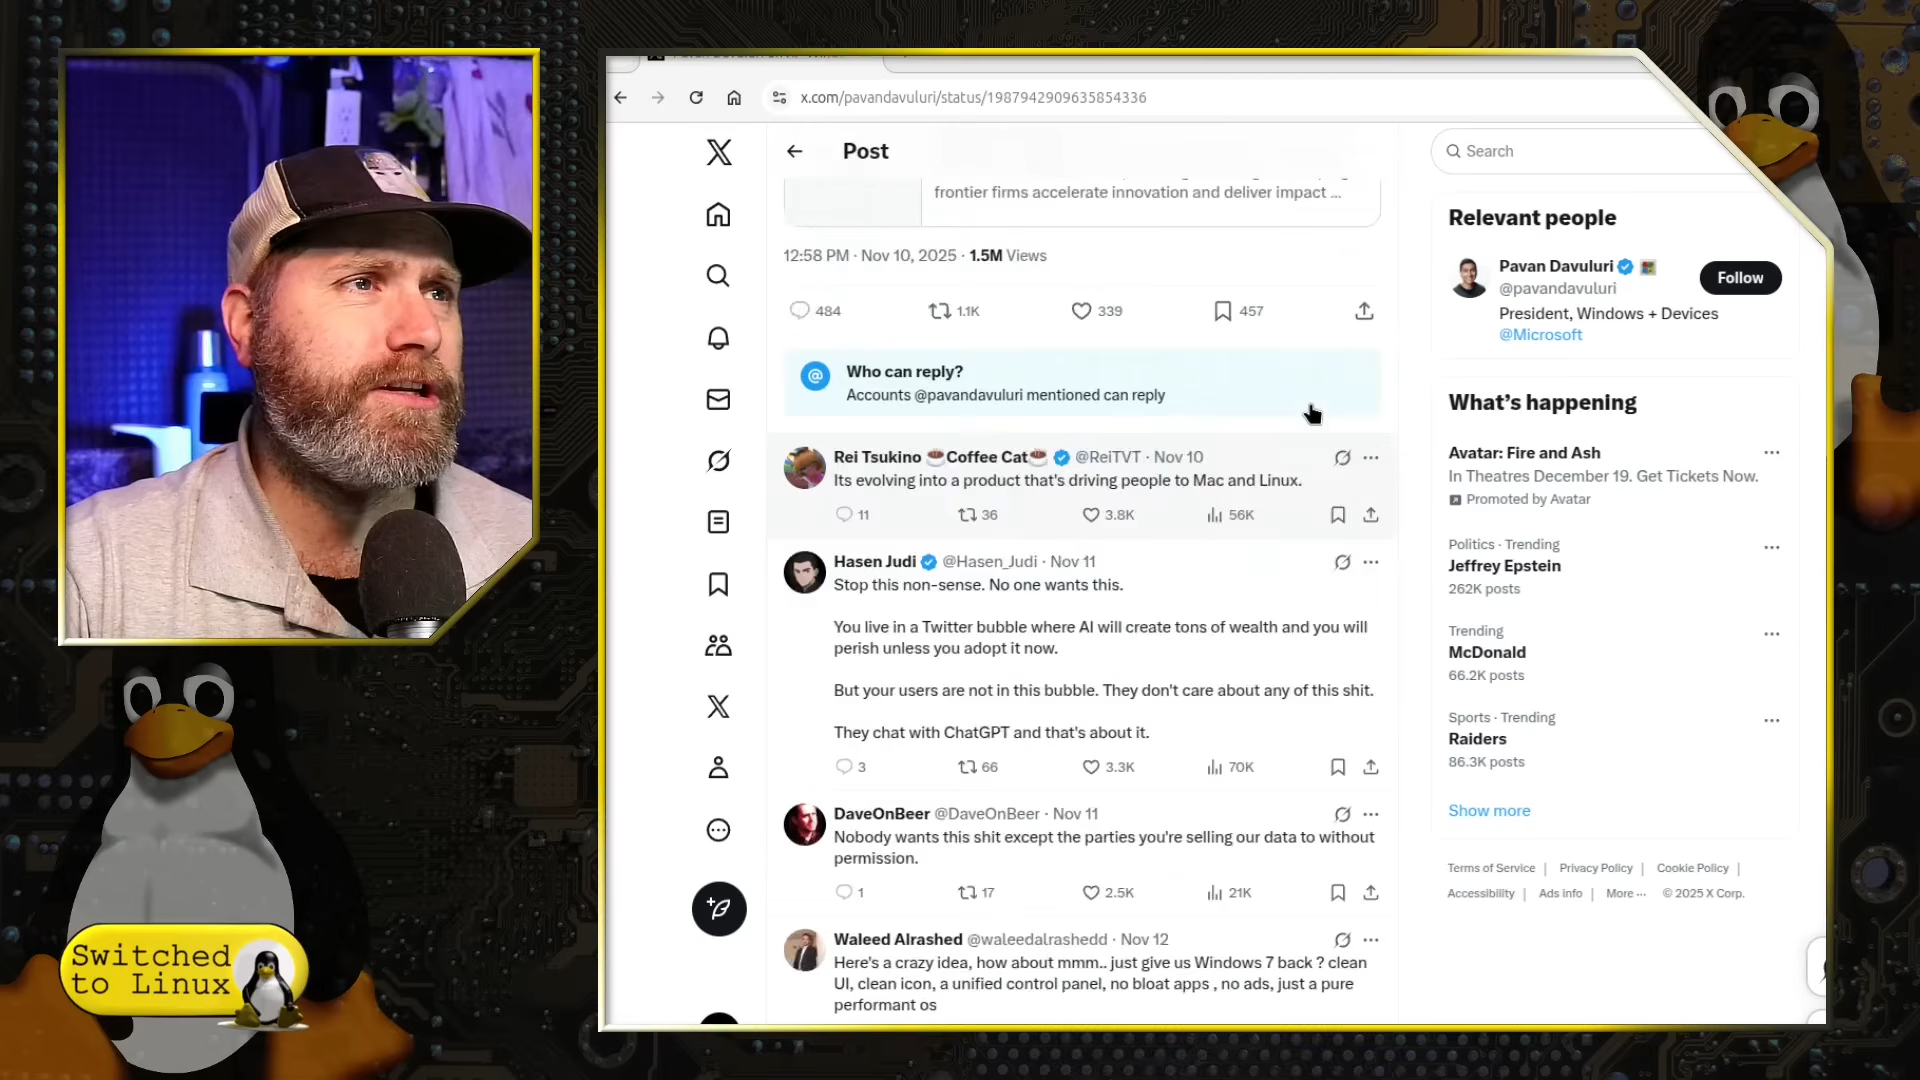 x.com/pavandavuluri/status/1987942909635854336
Post
frontier firms accelerate innovation and deliver impact ...
12:58 PM · Nov 10, 2025 · 1.5M Views
484 1.1K 339 457
Who can reply?
Accounts @pavandavuluri mentioned can reply
Rei Tsukino ☕Coffee Cat☕ @ReiTVT · Nov 10
Its evolving into a product that's driving people to Mac and Linux.
11 36 3.8K 56K
Hasen Judi @Hasen_Judi · Nov 11
Stop this non-sense. No one wants this.
You live in a Twitter bubble where AI will create tons of wealth and you will
perish unless you adopt it now.
But your users are not in this bubble. They don't care about any of this shit.
They chat with ChatGPT and that's about it.
3 66 3.3K 70K
DaveOnBeer @DaveOnBeer · Nov 11
Nobody wants this shit except the parties you're selling our data to without
permission.
1 17 2.5K 21K
Waleed Alrashed @waleedalrashedd · Nov 12
Here's a crazy idea, how about mmm.. just give us Windows 7 back ? clean
UI, clean icon, a unified control panel, no bloat apps , no ads, just a pure
performant os
Search
Relevant people
Pavan Davuluri
@pavandavuluri
Follow
President, Windows + Devices
@Microsoft
What's happening
Avatar: Fire and Ash
In Theatres December 19. Get Tickets Now.
Promoted by Avatar
Politics · Trending
Jeffrey Epstein
262K posts
Trending
McDonald
66.2K posts
Sports · Trending
Raiders
86.3K posts
Show more
Terms of Service | Privacy Policy | Cookie Policy |
Accessibility | Ads info | More ··· © 2025 X Corp.
Switched
to Linux